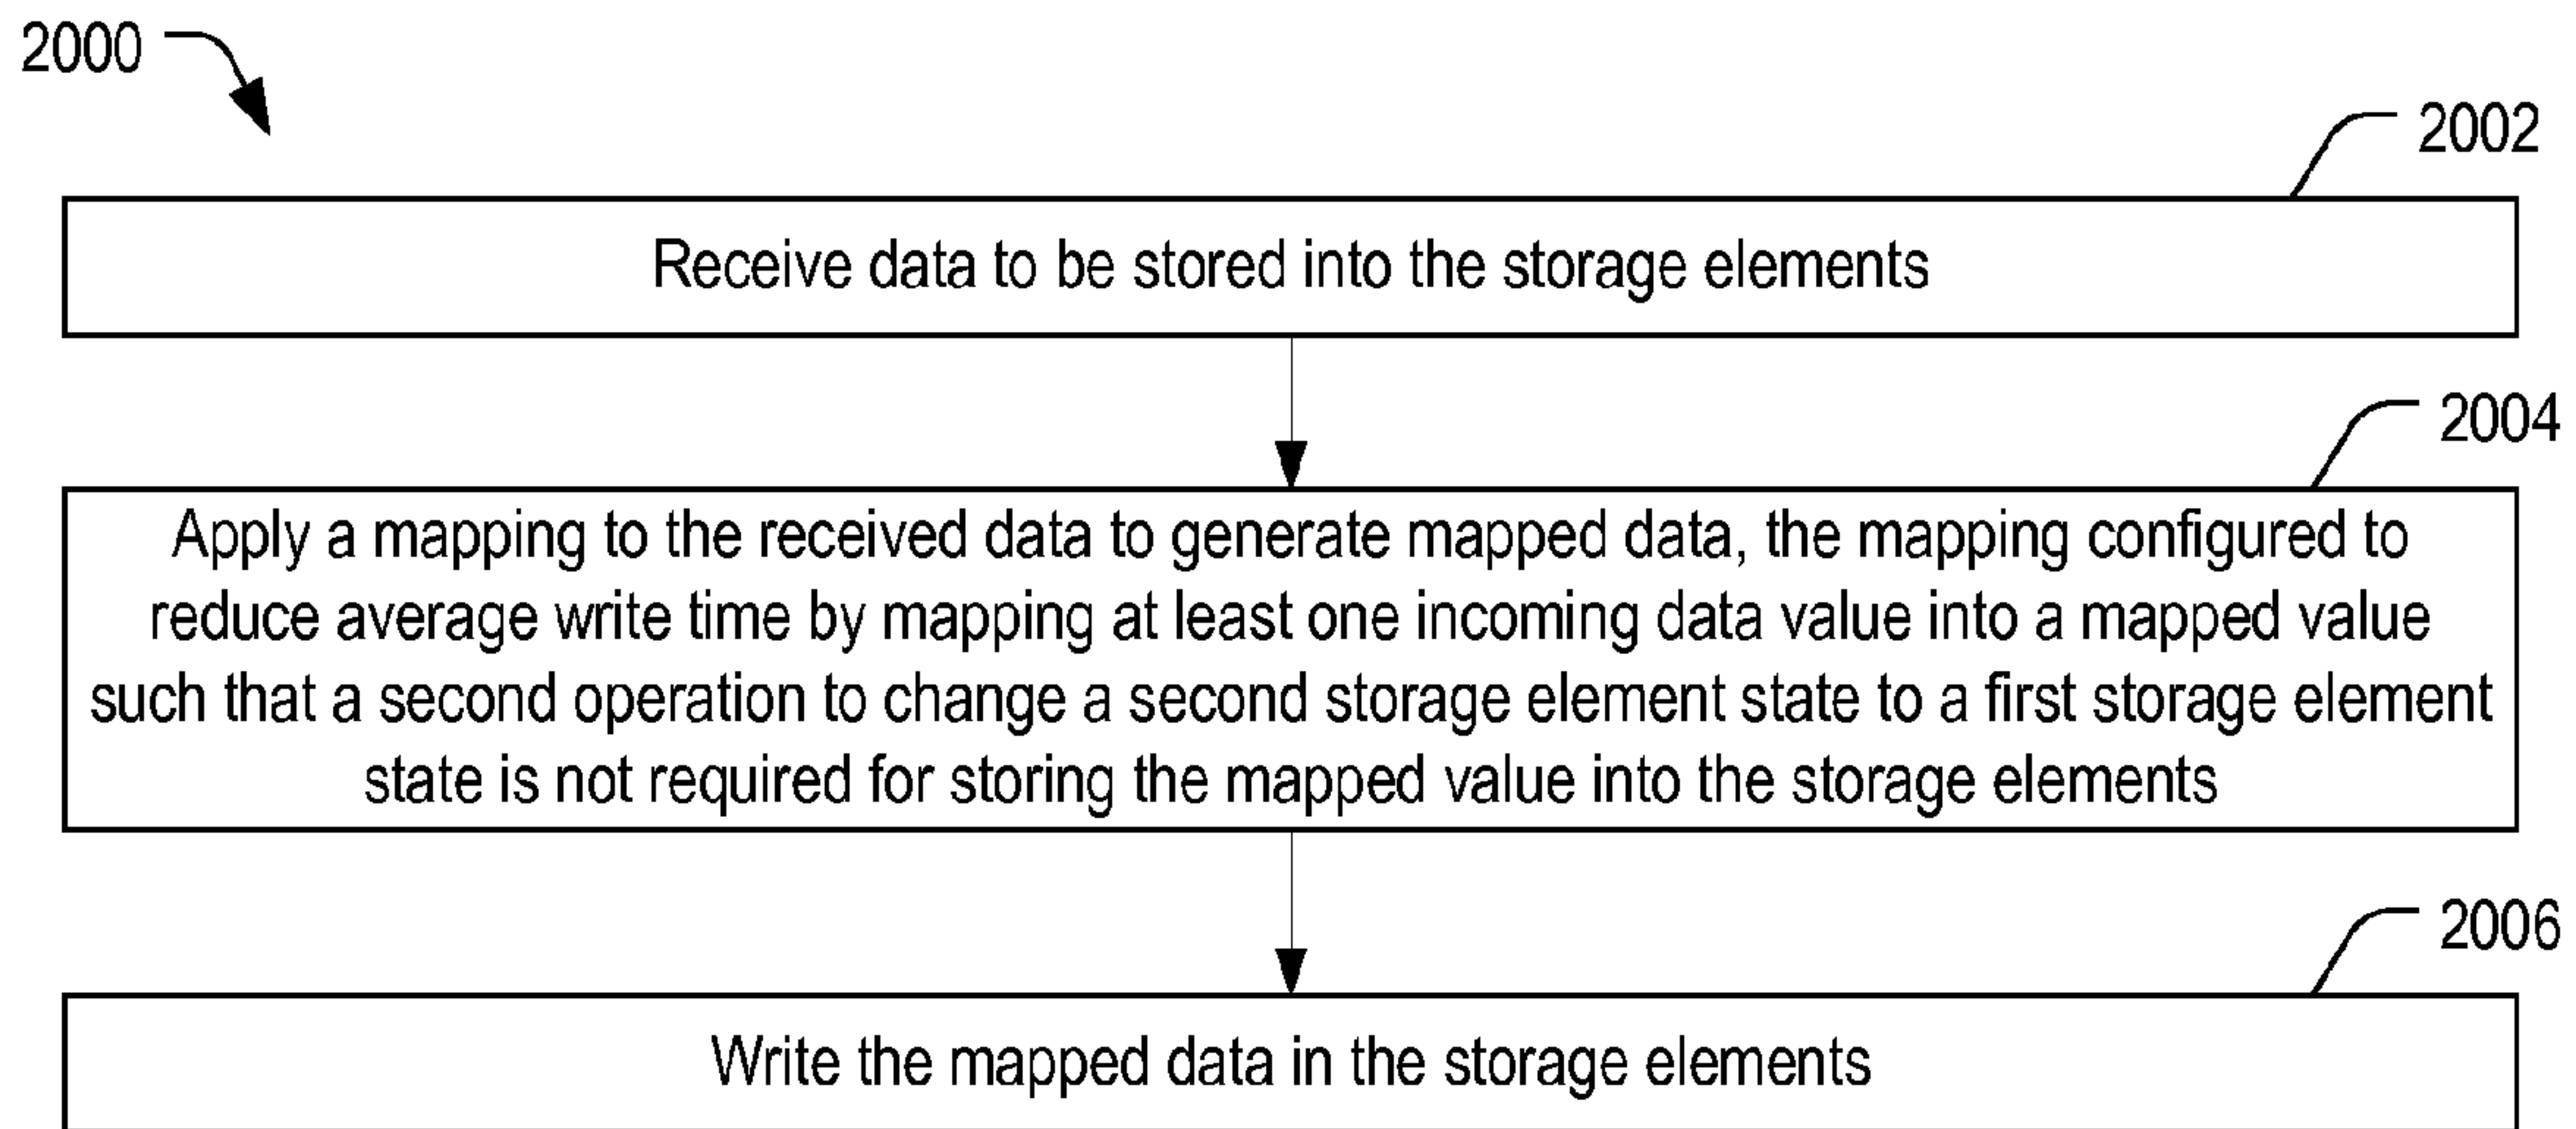 2000
2002
Receive data to be stored into the storage elements
2004
Apply a mapping to the received data to generate mapped data, the mapping configured to
reduce average write time by mapping at least one incoming data value into a mapped value
such that a second operation to change a second storage element state to a first storage element
state is not required for storing the mapped value into the storage elements
2006
Write the mapped data in the storage elements